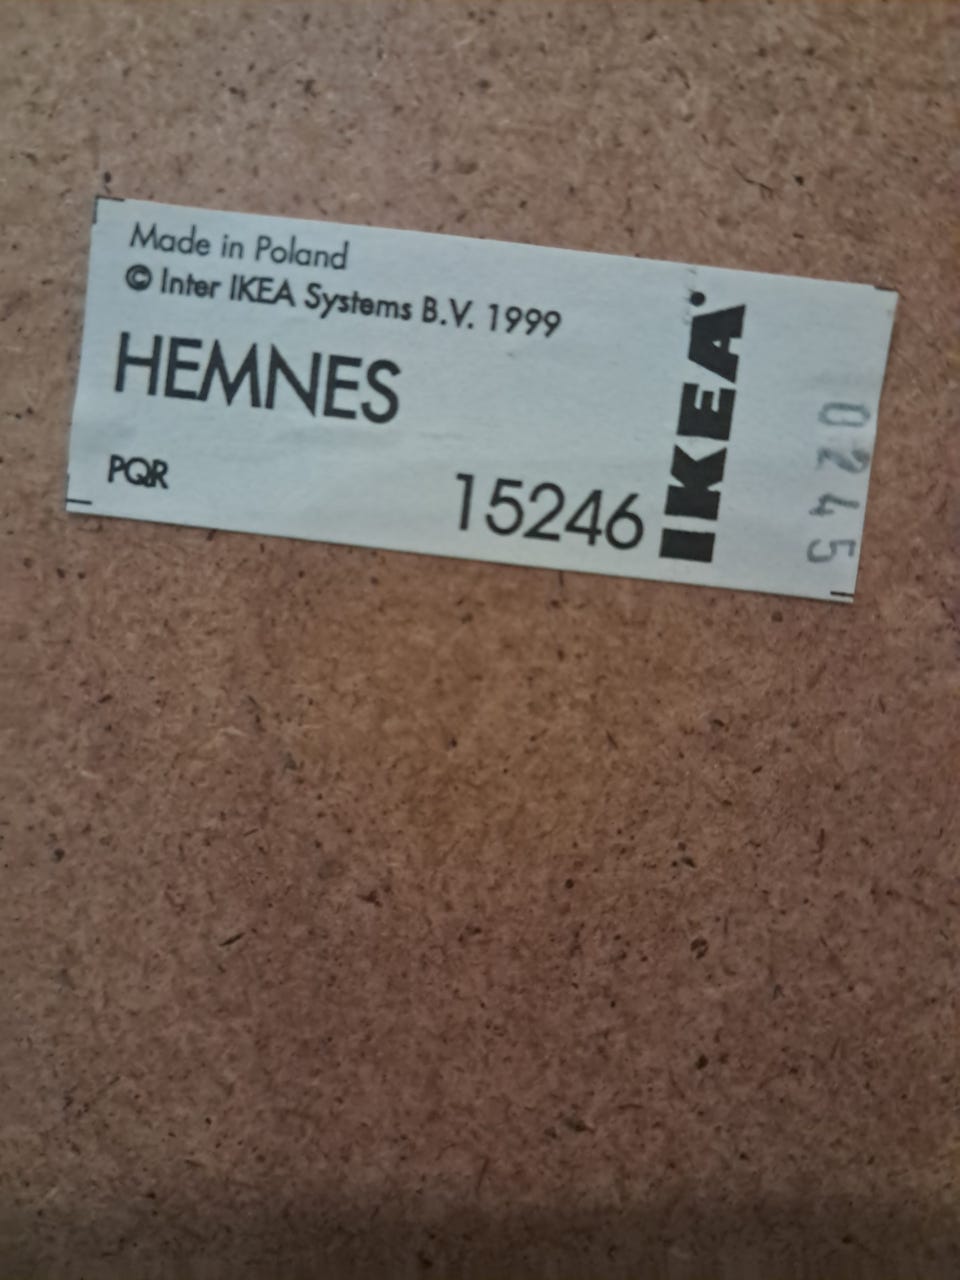 Made in Poland
© Inter IKEA Systems B.V. 1999
HEMNES
PQR
15246
IKEA
0245